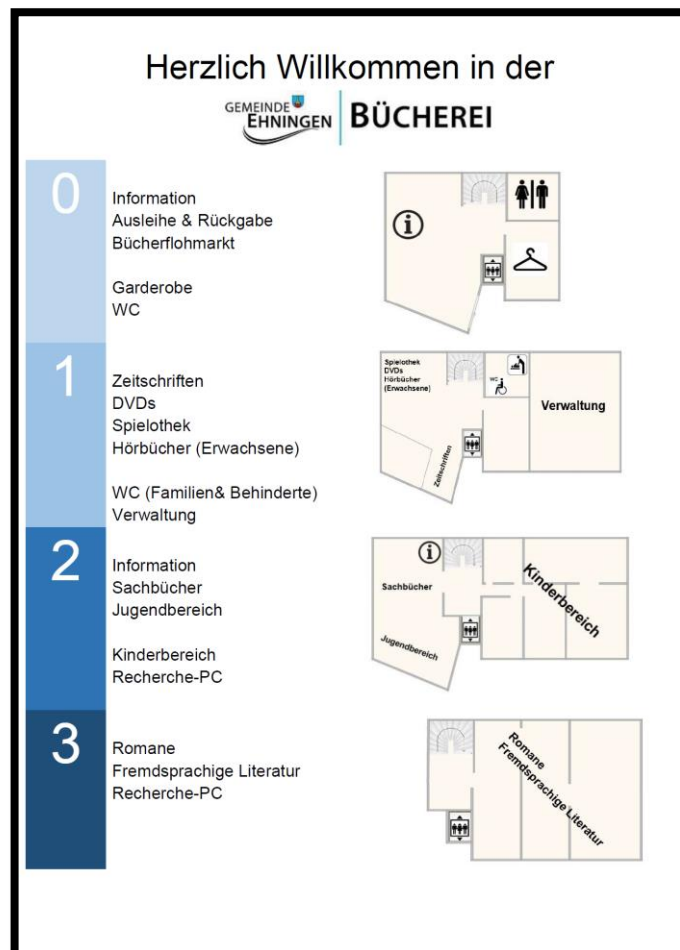 Herzlich Willkommen in der
GEMEINDE
EHNINGEN
BÜCHEREI
0
Information
Ausleihe & Rückgabe
Bücherflohmarkt
Garderobe
WC
i
1
Zeitschriften
DVDs
Spielothek
Hörbücher (Erwachsene)
WC (Familien& Behinderte)
Verwaltung
Spielothek
DVDs
Hörbücher
(Erwachsene)
WC
Verwaltung
Zeitschriften
2
Information
Sachbücher
Jugendbereich
Kinderbereich
Recherche-PC
i
Sachbücher
Kinderbereich
Jugendbereich
3
Romane
Fremdsprachige Literatur
Recherche-PC
Romane
Fremdsprachige Literatur